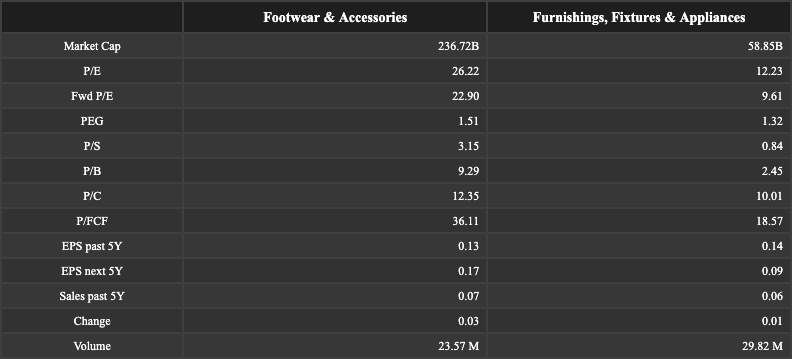 Footwear & Accessories Furnishings, Fixtures & Appliances
Market Cap 236.72B 58.85B
P/E 26.22 12.23
Fwd P/E 22.90 9.61
PEG 1.51 1.32
P/S 3.15 0.84
P/B 9.29 2.45
P/C 12.35 10.01
P/FCF 36.11 18.57
EPS past 5Y 0.13 0.14
EPS next 5Y 0.17 0.09
Sales past 5Y 0.07 0.06
Change 0.03 0.01
Volume 23.57 M 29.82 M